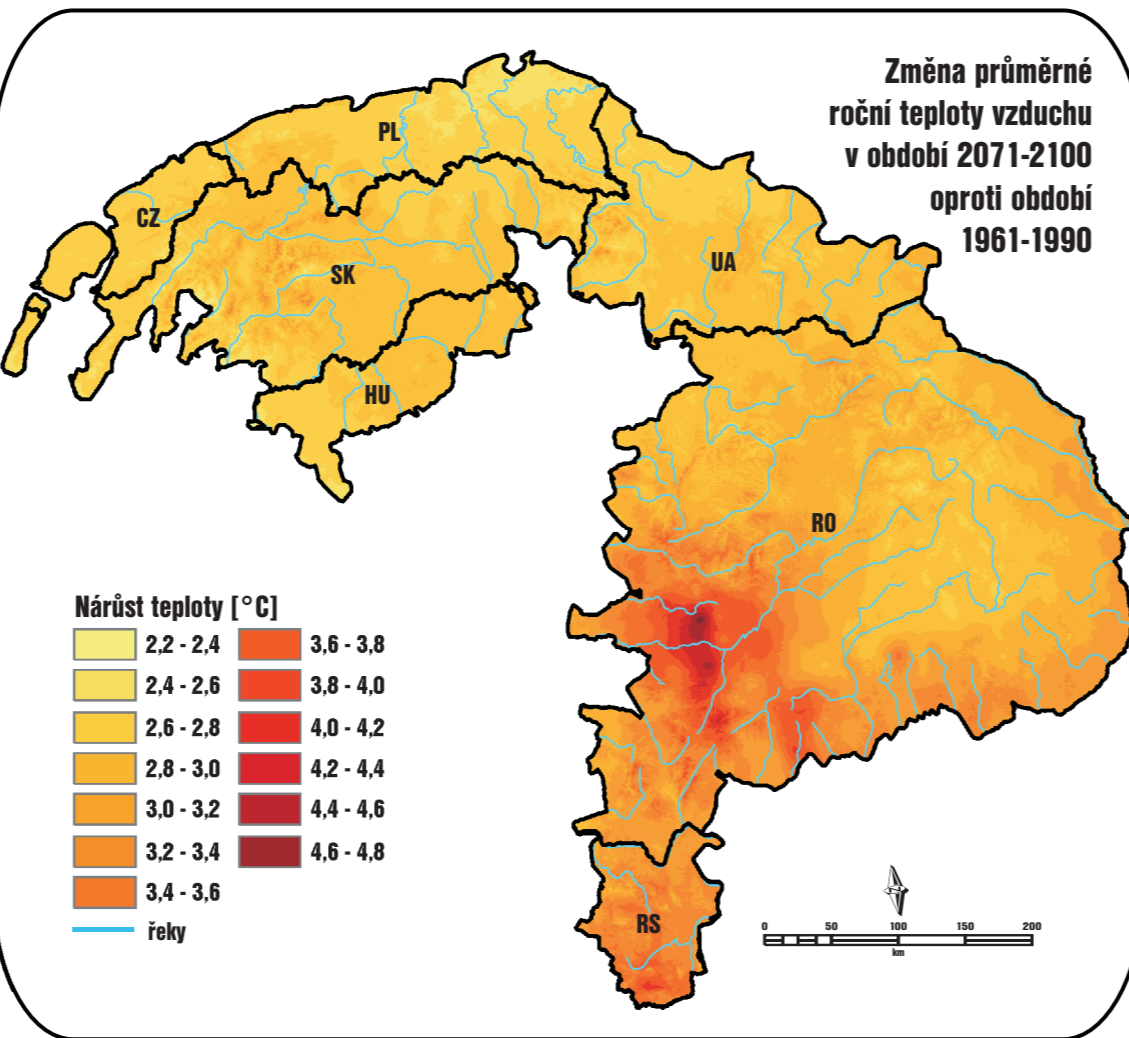 Změna průměrné
roční teploty vzduchu
v období 2071-2100
oproti období
1961-1990
PL
CZ
SK
UA
HU
RO
RS
Nárůst teploty [°C]
2,2 - 2,4
2,4 - 2,6
2,6 - 2,8
2,8 - 3,0
3,0 - 3,2
3,2 - 3,4
3,4 - 3,6
3,6 - 3,8
3,8 - 4,0
4,0 - 4,2
4,2 - 4,4
4,4 - 4,6
4,6 - 4,8
řeky
0 50 100 150 200
km